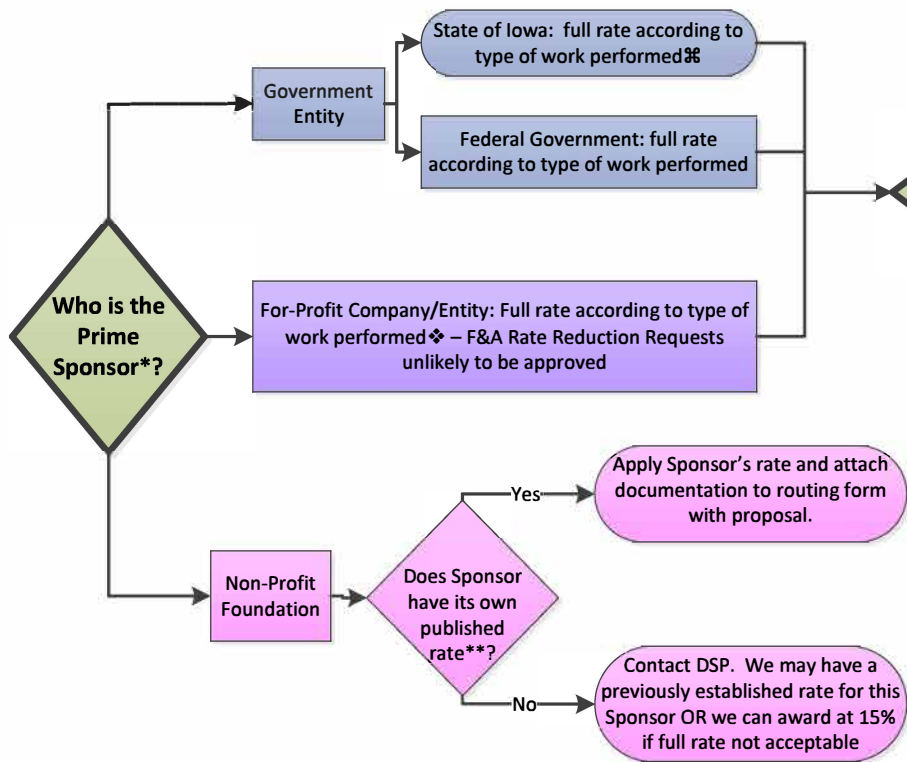 State of Iowa:  full rate according to
type of work performed⌘
Government
Entity
Federal Government: full rate
according to type of work performed
Who is the
Prime
Sponsor*?
For-Profit Company/Entity: Full rate according to type of
work performed❖ – F&A Rate Reduction Requests
unlikely to be approved
Yes
Apply Sponsor’s rate and attach
documentation to routing form
with proposal.
Non-Profit
Foundation
Does Sponsor
have its own
published
rate**?
No
Contact DSP.  We may have a
previously established rate for this
Sponsor OR we can award at 15%
if full rate not acceptable